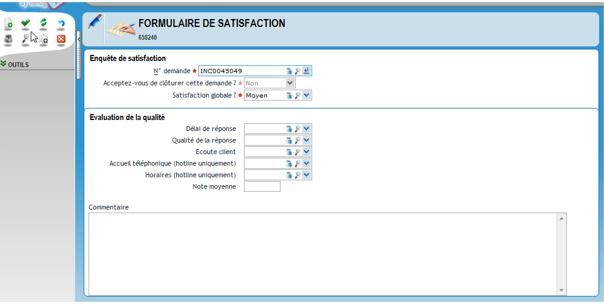 FORMULAIRE DE SATISFACTION
658240
OUTILS
Enquête de satisfaction
N° demande ★ INC0045049
Acceptez-vous de clôturer cette demande ? ★ Non
Satisfaction globale ? ★ Moyen
Evaluation de la qualité
Délai de réponse
Qualité de la réponse
Ecoute client
Accueil téléphonique (hotline uniquement)
Horaires (hotline uniquement)
Note moyenne
Commentaire